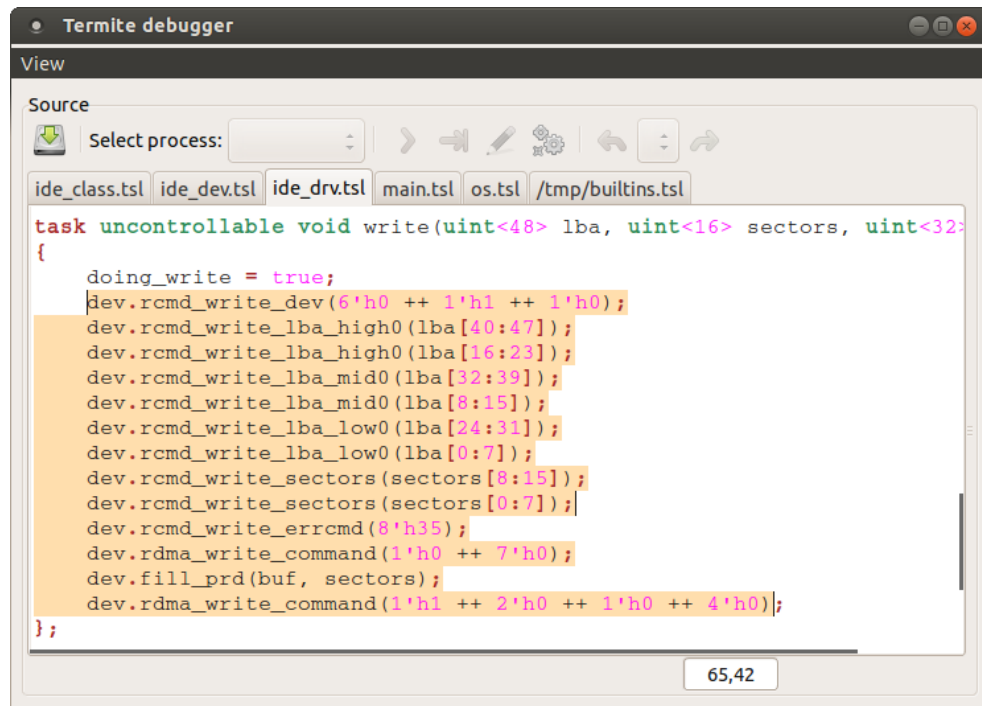 Termite debugger
View
Source
Select process:
ide_class.tsl ide_dev.tsl ide_drv.tsl main.tsl os.tsl /tmp/builtins.tsl
task uncontrollable void write(uint<48> lba, uint<16> sectors, uint<32>
{
    doing_write = true;
    dev.rcmd_write_dev(6'h0 ++ 1'h1 ++ 1'h0);
    dev.rcmd_write_lba_high0(lba[40:47]);
    dev.rcmd_write_lba_high0(lba[16:23]);
    dev.rcmd_write_lba_mid0(lba[32:39]);
    dev.rcmd_write_lba_mid0(lba[8:15]);
    dev.rcmd_write_lba_low0(lba[24:31]);
    dev.rcmd_write_lba_low0(lba[0:7]);
    dev.rcmd_write_sectors(sectors[8:15]);
    dev.rcmd_write_sectors(sectors[0:7]);
    dev.rcmd_write_errcmd(8'h35);
    dev.rdma_write_command(1'h0 ++ 7'h0);
    dev.fill_prd(buf, sectors);
    dev.rdma_write_command(1'h1 ++ 2'h0 ++ 1'h0 ++ 4'h0);
};
65,42